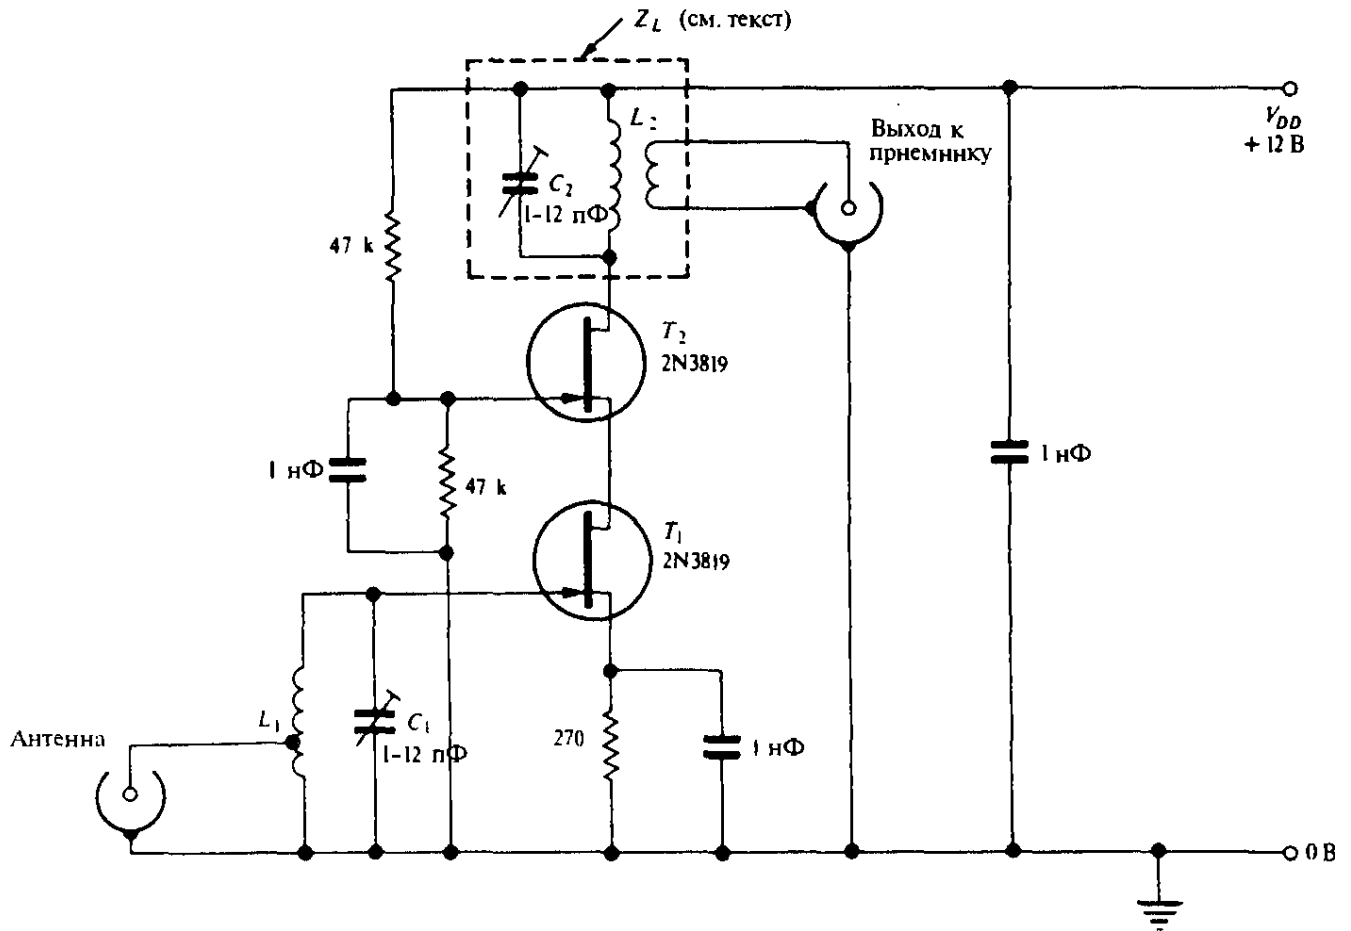 Z_L (см. текст)
L₂
Выход к
приемнику
V_DD
+ 12 В
C₂
1–12 пФ
47 k
T₂
2N3819
1 нФ
47 k
1 нФ
T₁
2N3819
L₁
C₁
1–12 пФ
Антенна
270
1 нФ
0 В